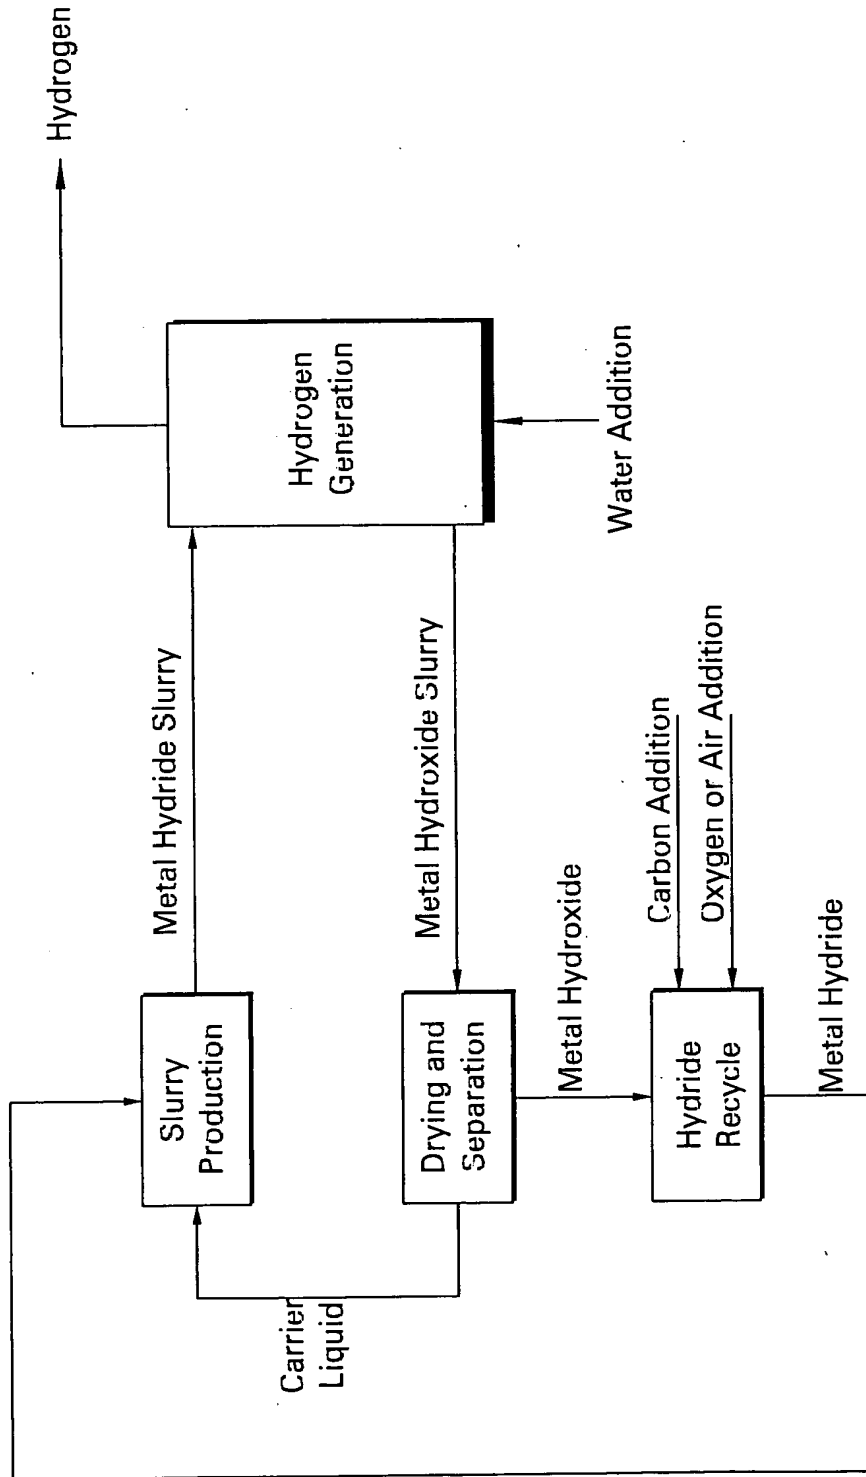 Hydrogen
Hydrogen
Generation
Water Addition
Metal Hydride Slurry
Metal Hydroxide Slurry
Slurry
Production
Drying and
Separation
Carrier
Liquid
Metal Hydroxide
Carbon Addition
Oxygen or Air Addition
Hydride
Recycle
Metal Hydride